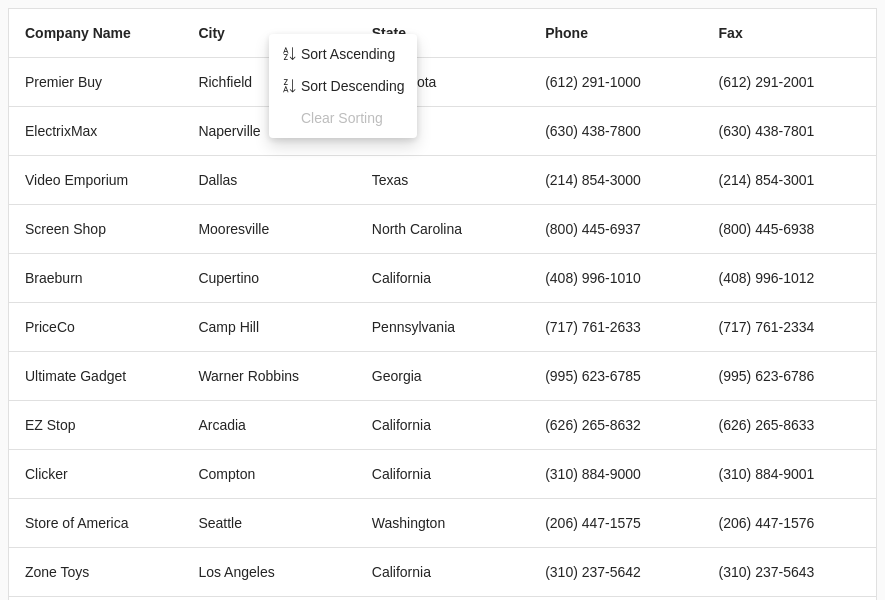 Company Name City State Phone Fax
Sort Ascending
Sort Descending
Clear Sorting
Premier Buy Richfield (612) 291-1000 (612) 291-2001
ElectrixMax Naperville (630) 438-7800 (630) 438-7801
Video Emporium Dallas Texas (214) 854-3000 (214) 854-3001
Screen Shop Mooresville North Carolina (800) 445-6937 (800) 445-6938
Braeburn Cupertino California (408) 996-1010 (408) 996-1012
PriceCo Camp Hill Pennsylvania (717) 761-2633 (717) 761-2334
Ultimate Gadget Warner Robbins Georgia (995) 623-6785 (995) 623-6786
EZ Stop Arcadia California (626) 265-8632 (626) 265-8633
Clicker Compton California (310) 884-9000 (310) 884-9001
Store of America Seattle Washington (206) 447-1575 (206) 447-1576
Zone Toys Los Angeles California (310) 237-5642 (310) 237-5643